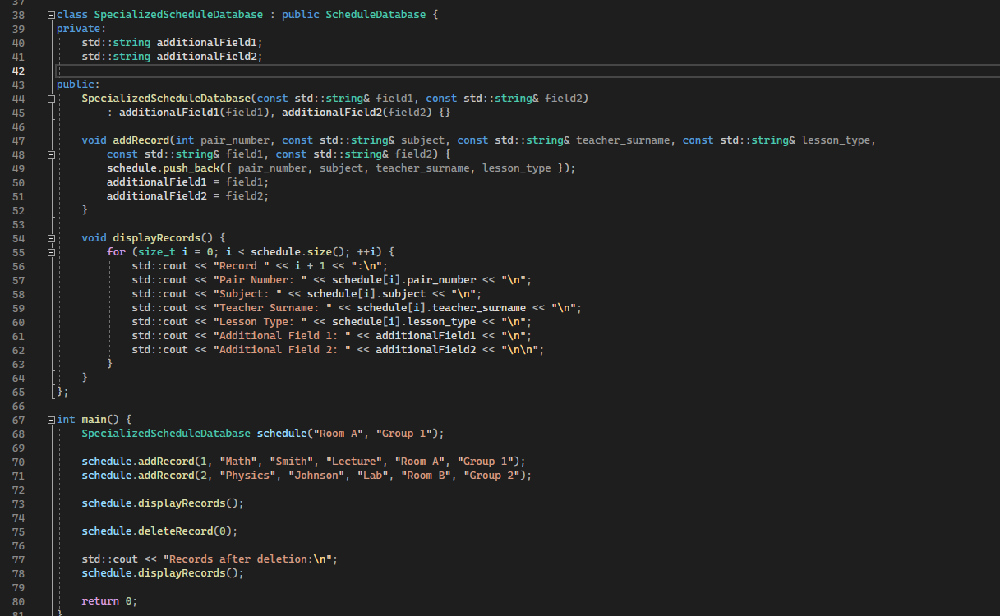 37
38 class SpecializedScheduleDatabase : public ScheduleDatabase {
39 private:
40     std::string additionalField1;
41     std::string additionalField2;
42
43 public:
44     SpecializedScheduleDatabase(const std::string& field1, const std::string& field2)
45         : additionalField1(field1), additionalField2(field2) {}
46
47     void addRecord(int pair_number, const std::string& subject, const std::string& teacher_surname, const std::string& lesson_type,
48         const std::string& field1, const std::string& field2) {
49         schedule.push_back({ pair_number, subject, teacher_surname, lesson_type });
50         additionalField1 = field1;
51         additionalField2 = field2;
52     }
53
54     void displayRecords() {
55         for (size_t i = 0; i < schedule.size(); ++i) {
56             std::cout << "Record " << i + 1 << ":\n";
57             std::cout << "Pair Number: " << schedule[i].pair_number << "\n";
58             std::cout << "Subject: " << schedule[i].subject << "\n";
59             std::cout << "Teacher Surname: " << schedule[i].teacher_surname << "\n";
60             std::cout << "Lesson Type: " << schedule[i].lesson_type << "\n";
61             std::cout << "Additional Field 1: " << additionalField1 << "\n";
62             std::cout << "Additional Field 2: " << additionalField2 << "\n\n";
63         }
64     }
65 };
66
67 int main() {
68     SpecializedScheduleDatabase schedule("Room A", "Group 1");
69
70     schedule.addRecord(1, "Math", "Smith", "Lecture", "Room A", "Group 1");
71     schedule.addRecord(2, "Physics", "Johnson", "Lab", "Room B", "Group 2");
72
73     schedule.displayRecords();
74
75     schedule.deleteRecord(0);
76
77     std::cout << "Records after deletion:\n";
78     schedule.displayRecords();
79
80     return 0;
81 }